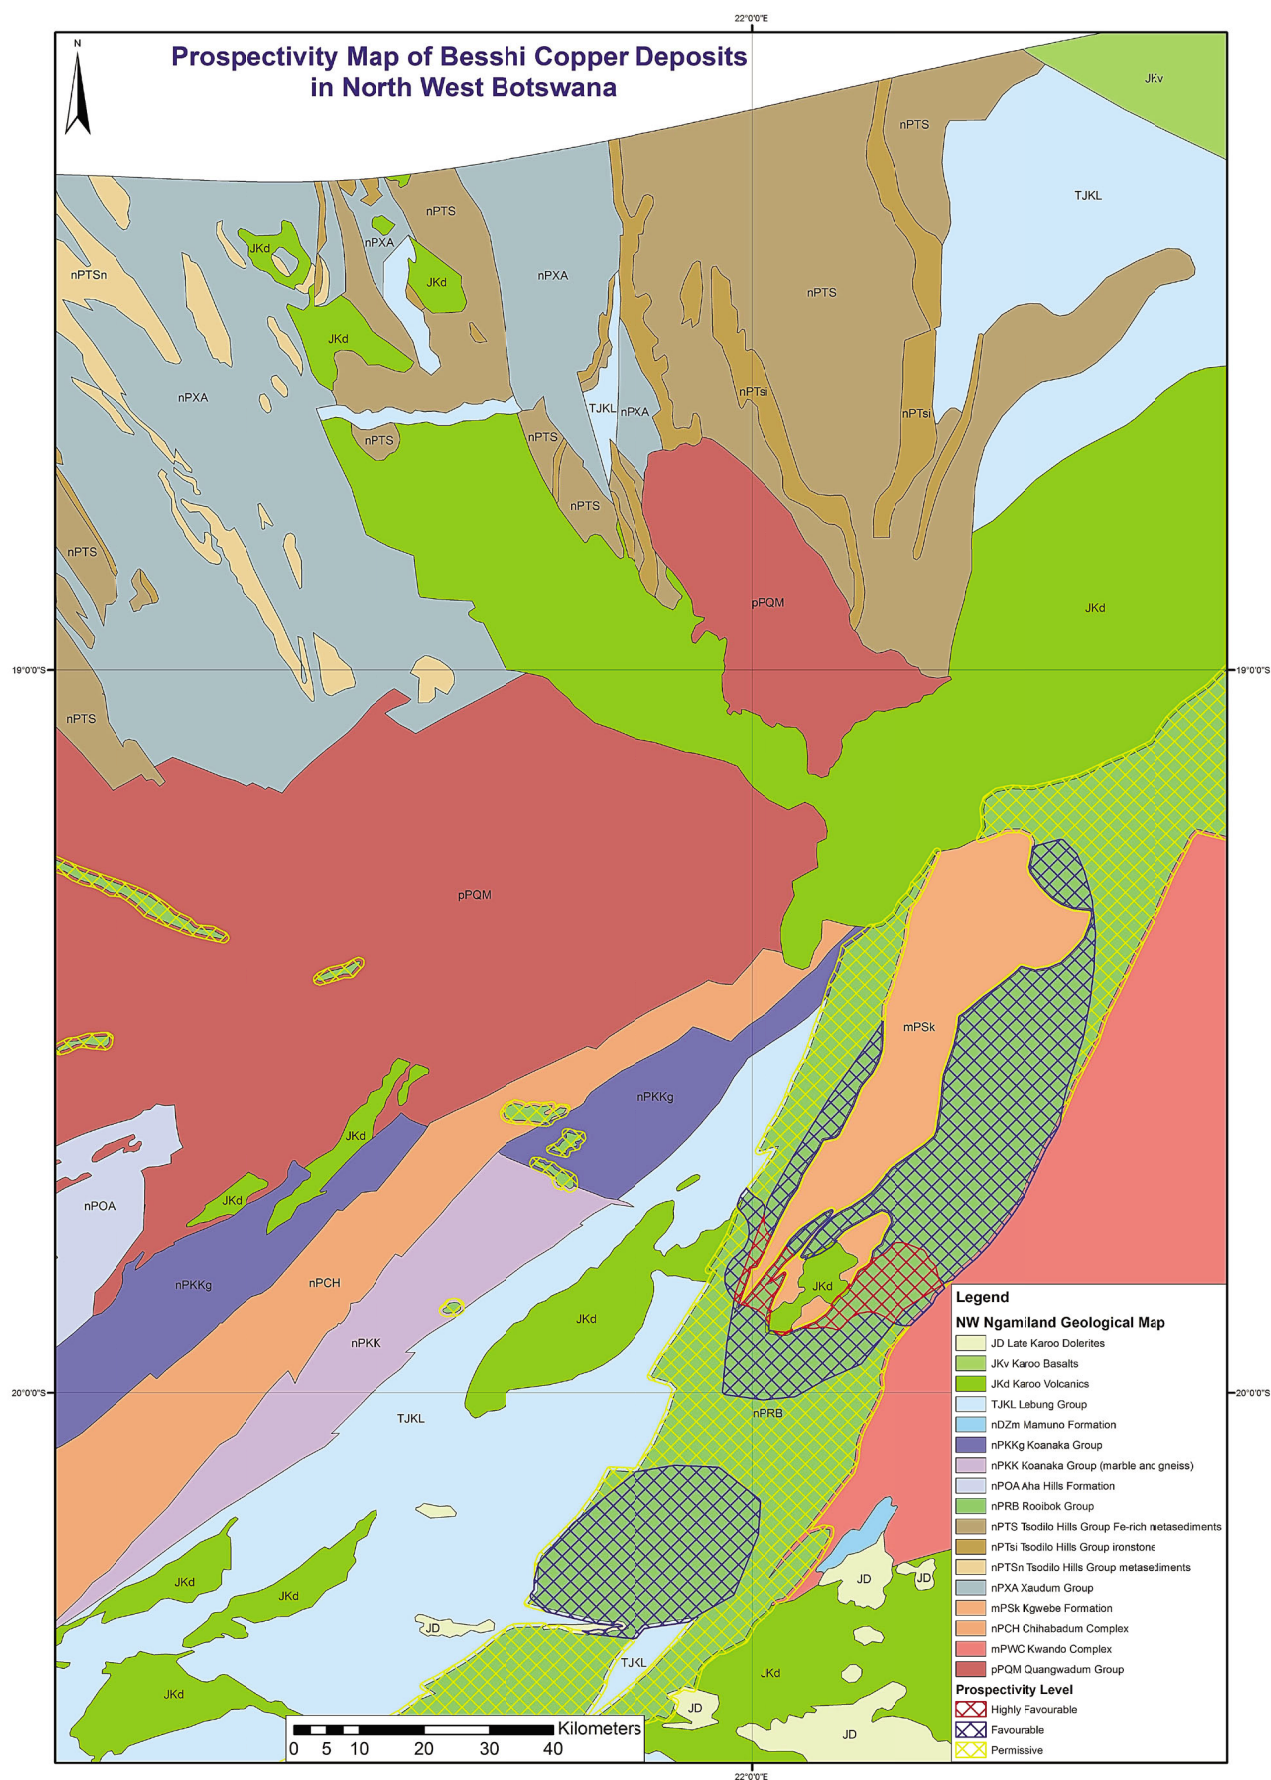 22°0'0"E
N
Prospectivity Map of Besshi Copper Deposits
in North West Botswana
JKv
nPTS
TJKL
nPTS
nPXA
JKd
nPTSn
nPXA
JKd
nPTS
JKd
nPTsi
nPXA
TJKL
nPXA
nPTsi
nPTS
nPTS
nPTS
nPTS
pPQM
JKd
19°0'0"S
19°0'0"S
nPTS
pPQM
mPSk
nPKKg
JKd
JKd
nPOA
nPKKg
nPCH
JKd
JKd
nPKK
20°0'0"S
20°0'0"S
nPRB
TJKL
JKd
JKd
JD
JD
JD
TJKL
JKd
JKd
JD
JD
Legend
NW Ngamiland Geological Map
JD Late Karoo Dolerites
JKv Karoo Basalts
JKd Karoo Volcanics
TJKL Lebung Group
nDZm Mamuno Formation
nPKKg Koanaka Group
nPKK Koanaka Group (marble and gneiss)
nPOA Aha Hills Formation
nPRB Rooibok Group
nPTS Tsodilo Hills Group Fe-rich metasediments
nPTsi Tsodilo Hills Group ironstone
nPTSn Tsodilo Hills Group metasediments
nPXA Xaudum Group
mPSk Kgwebe Formation
nPCH Chihabadum Complex
mPWC Kwando Complex
pPQM Quangwadum Group
Prospectivity Level
Highly Favourable
Favourable
Permissive
Kilometers
0 5 10 20 30 40
22°0'0"E